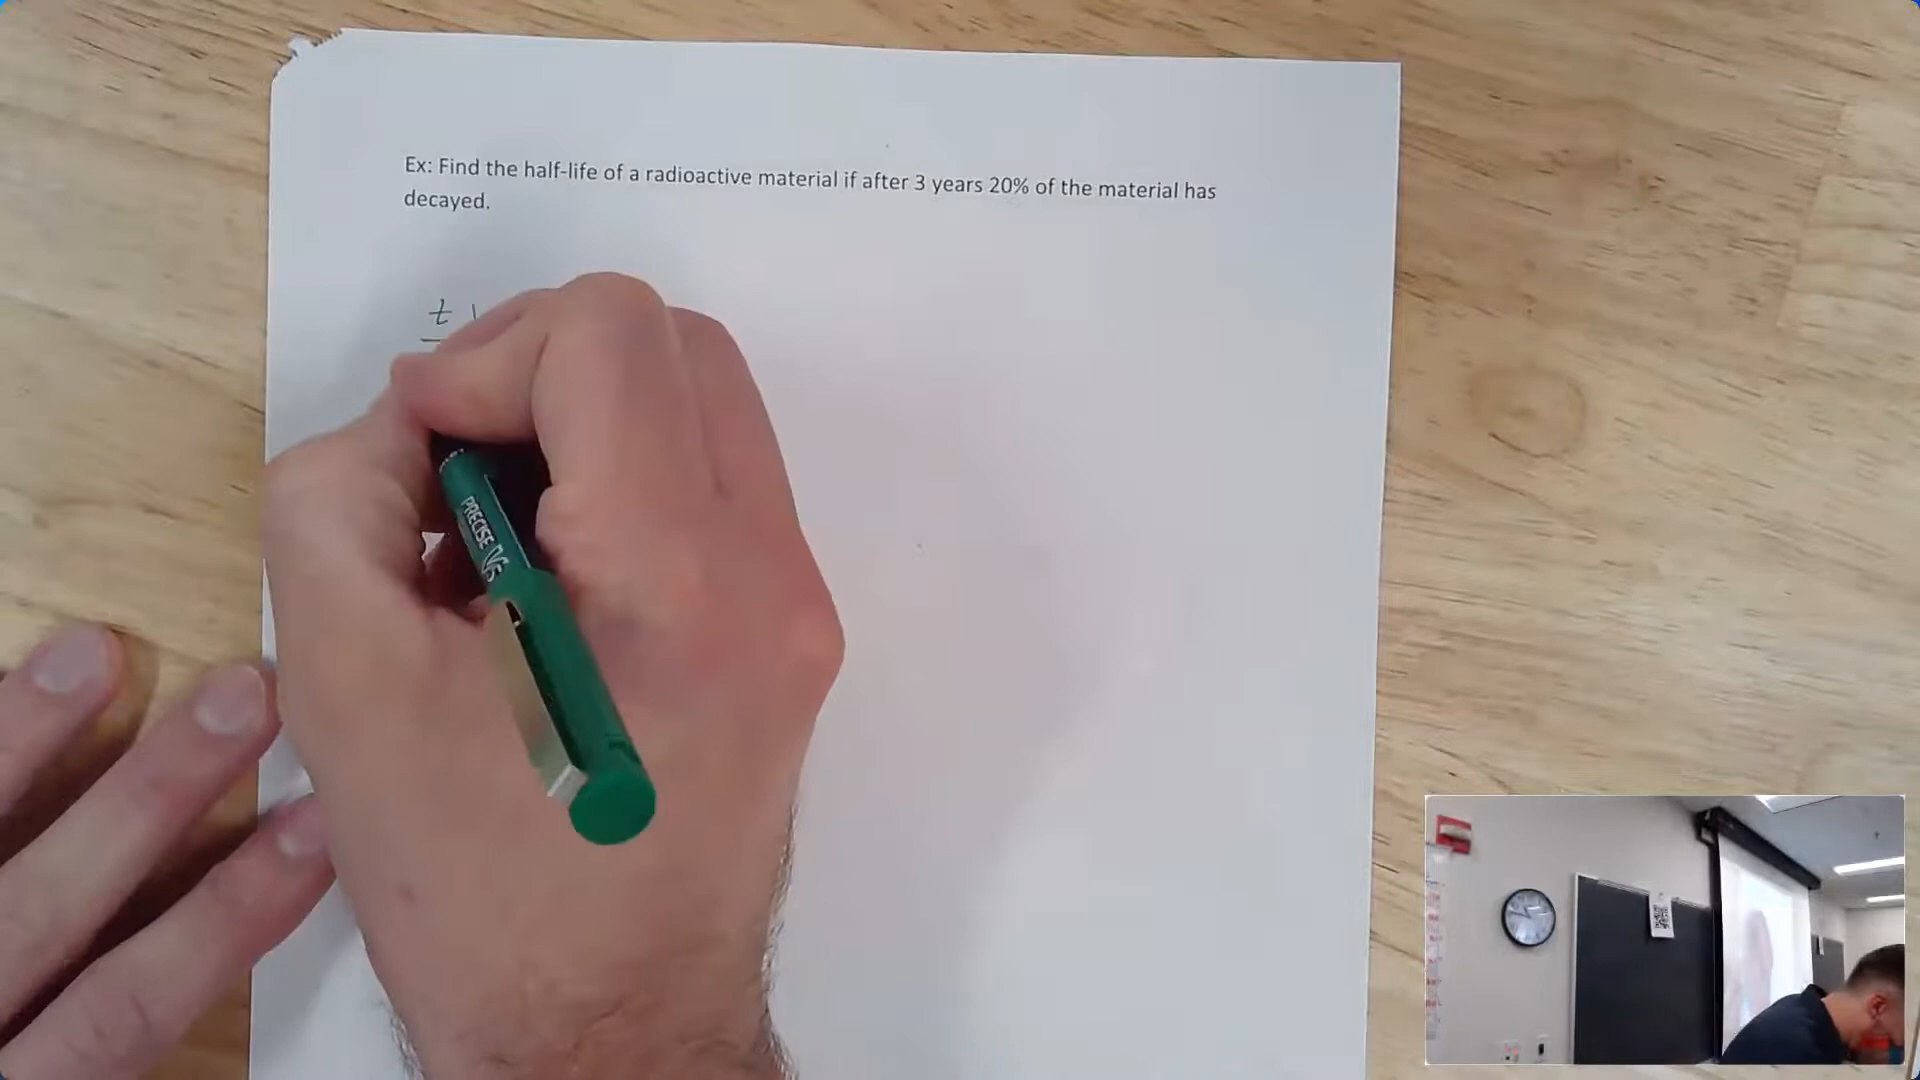 Ex: Find the half-life of a radioactive material if after 3 years 20% of the material has
decayed.
t
PRECISE V5